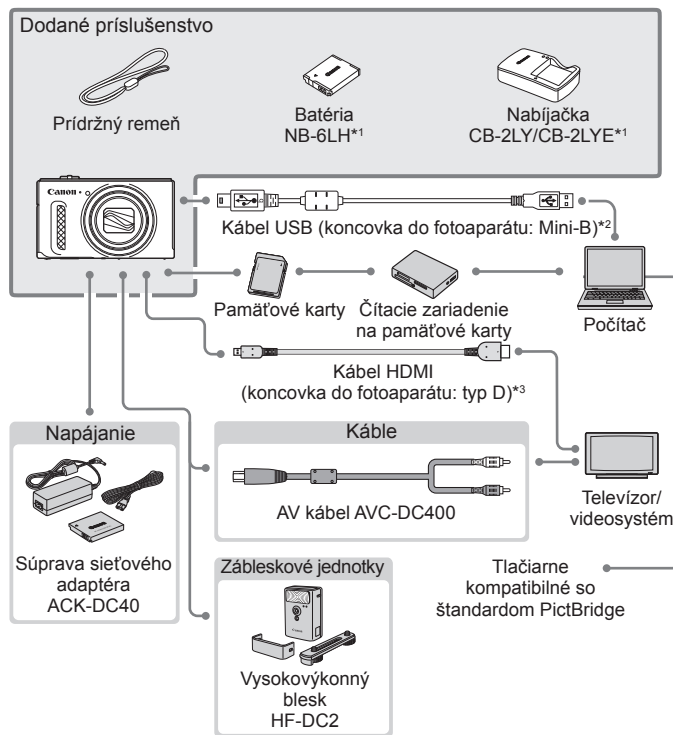 Dodané príslušenstvo
Prídržný remeň
Batéria
NB-6LH*1
Nabíjačka
CB-2LY/CB-2LYE*1
Canon
Kábel USB (koncovka do fotoaparátu: Mini-B)*2
Pamäťové karty
Čítacie zariadenie
na pamäťové karty
Počítač
Kábel HDMI
(koncovka do fotoaparátu: typ D)*3
Napájanie
Súprava sieťového
adaptéra
ACK-DC40
Káble
AV kábel AVC-DC400
Televízor/
videosystém
Zábleskové jednotky
Vysokovýkonný
blesk
HF-DC2
Tlačiarne
kompatibilné so
štandardom PictBridge